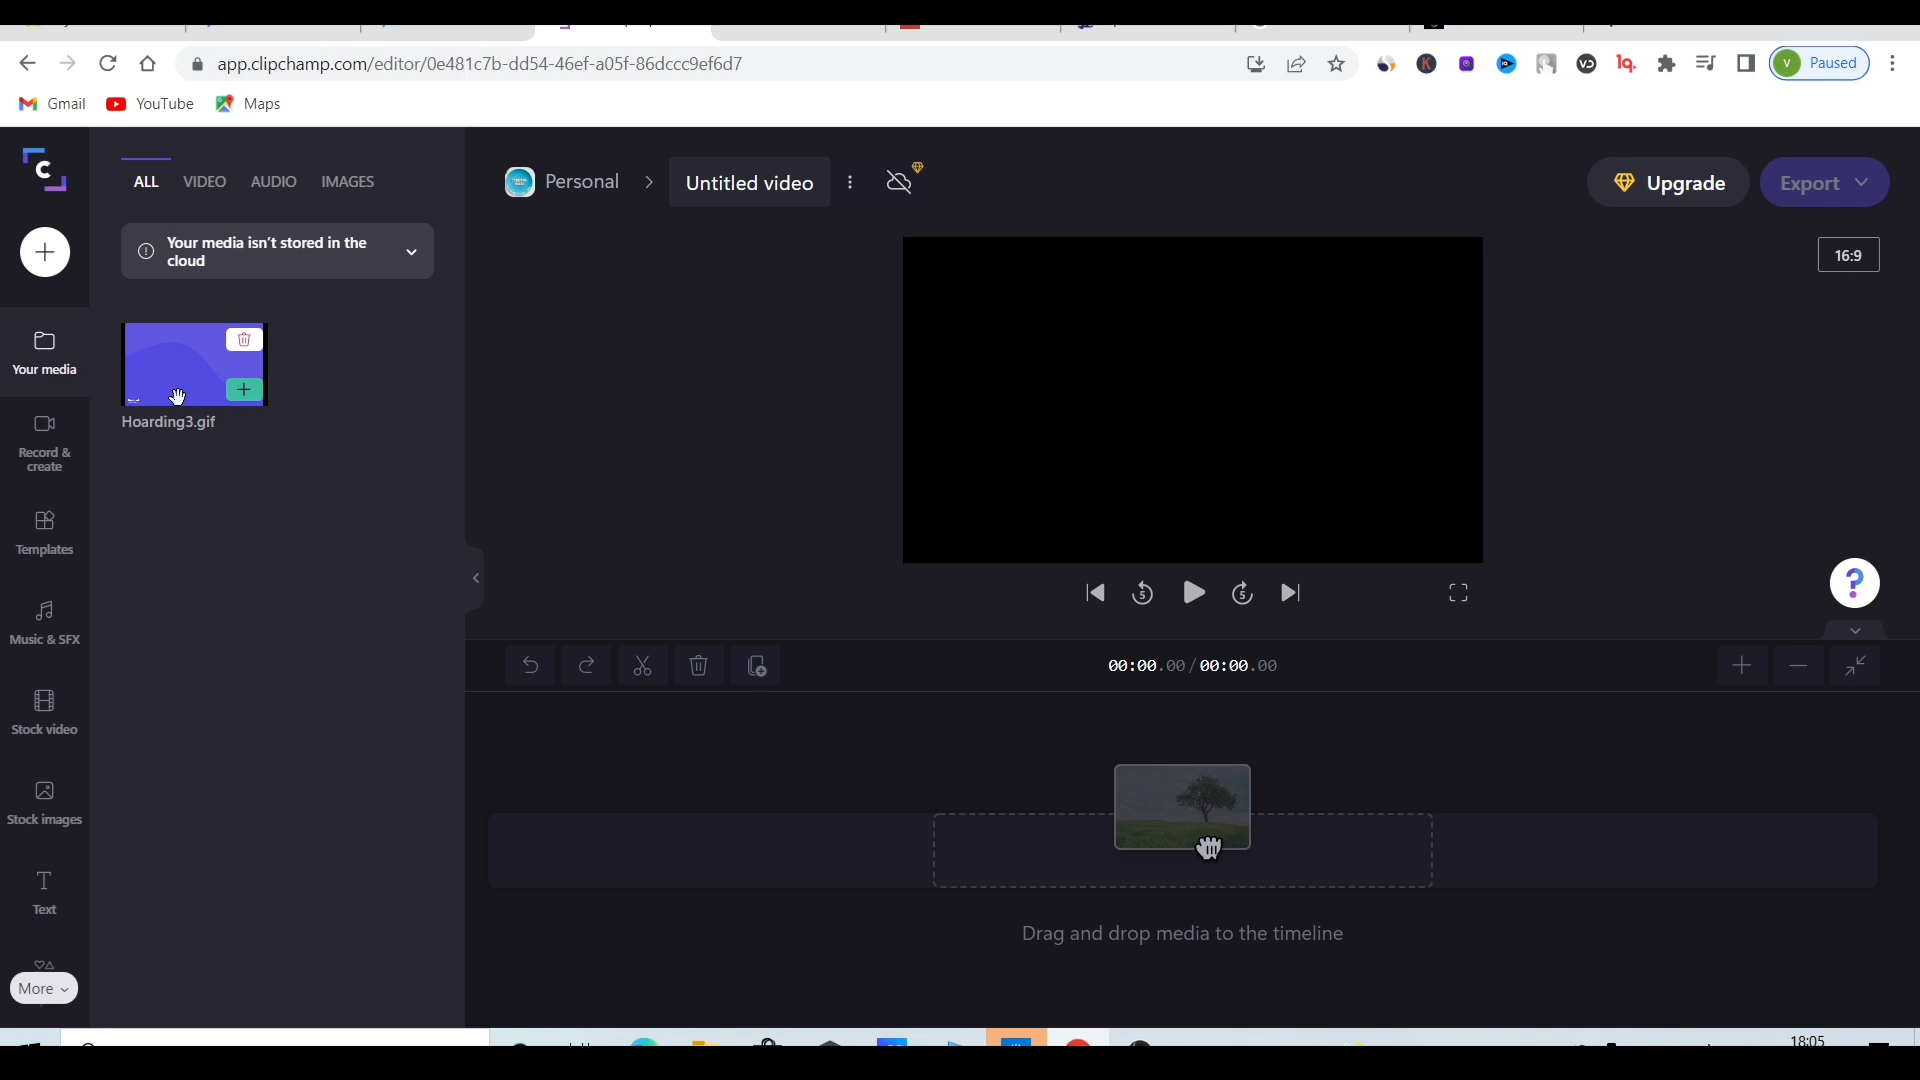 app.clipchamp.com/editor/0e481c7b-dd54-46ef-a05f-86dccc9ef6d7
K
1q.
V Paused
Gmail YouTube Maps
ALL VIDEO AUDIO IMAGES
Personal > Untitled video
Upgrade
Export
Your media isn't stored in the
cloud
16:9
Hoarding3.gif
Your media
Record &
create
Templates
Music & SFX
Stock video
Stock images
Text
More
5
5
?
00:00.00 / 00:00.00
Drag and drop media to the timeline
18:05